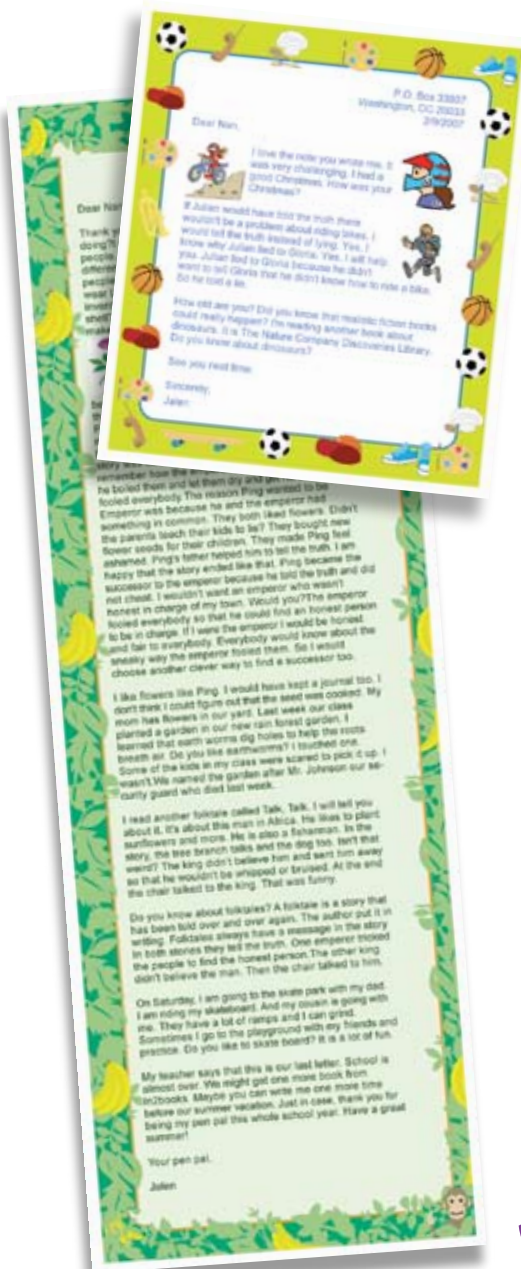 P.O. Box 33807
Washington, DC 20033
2/9/2007
Dear Nan,
I love the note you wrote me. It
was very challenging. I had a
good Christmas. How was your
Christmas?
If Julian would have told the truth there
wouldn't be a problem about riding bikes. I
would tell the truth instead of lying. Yes, I
know why Julian lied to Gloria. Yes, I will help
you. Julian lied to Gloria because he didn't
want to tell Gloria that he didn't know how to ride a bike.
So he told a lie.
How old are you? Did you know that realistic fiction books
could really happen? I'm reading another book about
dinosaurs. It is The Nature Company Discoveries Library.
Do you know about dinosaurs?
See you next time.
Sincerely,
Jalen
Dear Nan
Thank
doing?
people
differen
people
wear
inven
shell
make
story
remember how the
he boiled them and let them dry and
fooled everybody. The reason Ping wanted to be
Emperor was because he and the emperor had
something in common. They both liked flowers. Didn't
the parents teach their kids to lie? They bought new
flower seeds for their children. They made Ping feel
ashamed. Ping's father helped him to tell the truth. I am
happy that the story ended like that. Ping became the
successor to the emperor because he told the truth and did
not cheat. I wouldn't want an emperor who wasn't
honest in charge of my town. Would you?The emperor
fooled everybody so that he could find an honest person
to be in charge. If I were the emperor I would be honest
and fair to everybody. Everybody would know about the
sneaky way the emperor fooled them. So I would
choose another clever way to find a successor too.
I like flowers like Ping. I would have kept a journal too. I
don't think I could figure out that the seed was cooked. My
mom has flowers in our yard. Last week our class
planted a garden in our new rain forest garden. I
learned that earth worms dig holes to help the roots
breath air. Do you like earthworms? I touched one.
Some of the kids in my class were scared to pick it up. I
wasn't.We named the garden after Mr. Johnson our se-
curity guard who died last week.
I read another folktale called Talk, Talk. I will tell you
about it. It's about this man in Africa. He likes to plant
sunflowers and more. He is also a fisharman. In the
story, the tree branch talks and the dog too. Isn't that
weird? The king didn't believe him and sent him away
so that he wouldn't be whipped or bruised. At the end
the chair talked to the king. That was funny.
Do you know about folktales? A folktale is a story that
has been told over and over again. The author put it in
writing. Folktales always have a message in the story
In both stories they tell the truth. One emperor tricked
the people to find the honest person.The other king
didn't believe the man. Then the chair talked to him.
On Saturday, I am going to the skate park with my dad.
I am riding my skateboard. And my cousin is going with
me. They have a lot of ramps and I can grind.
Sometimes I go to the playground with my friends and
practice. Do you like to skate board? It is a lot of fun.
My teacher says that this is our last letter. School is
almost over. We might get one more book from
In2books. Maybe you can write me one more time
before our summer vacation. Just in case, thank you for
being my pen pal this whole school year. Have a great
summer!
Your pen pal,
Jalen